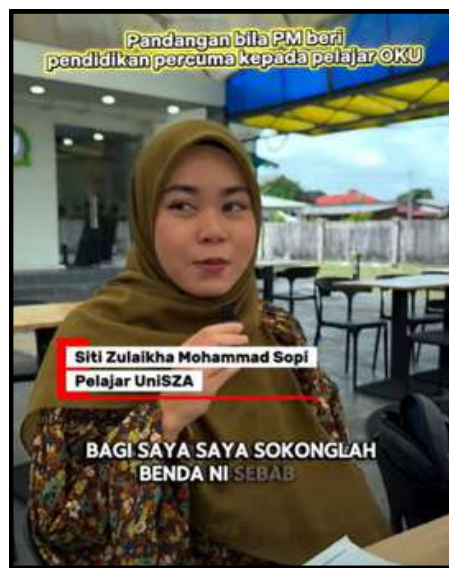 Pandangan bila PM beri
pendidikan percuma kepada pelajar OKU
Siti Zulaikha Mohammad Sopi
Pelajar UniSZA
BAGI SAYA SAYA SOKONGLAH
BENDA NI SEBAB